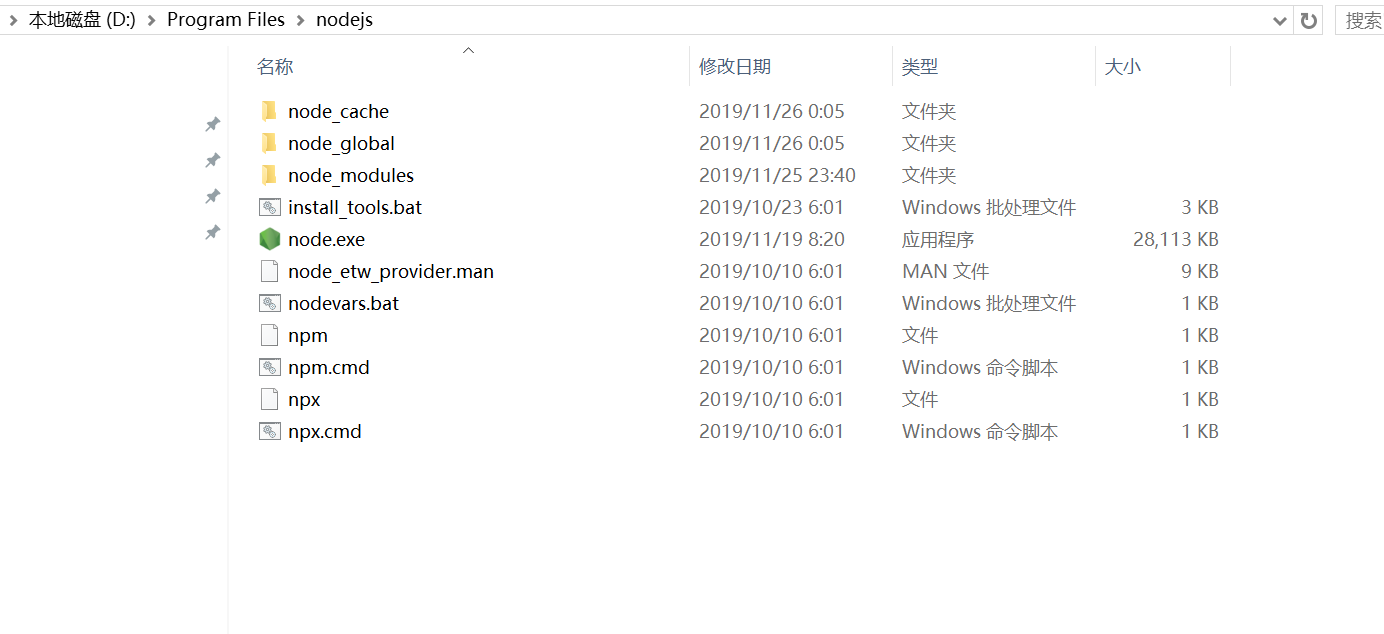 本地磁盘 (D:) > Program Files > nodejs 搜索
名称 修改日期 类型 大小
node_cache 2019/11/26 0:05 文件夹
node_global 2019/11/26 0:05 文件夹
node_modules 2019/11/25 23:40 文件夹
install_tools.bat 2019/10/23 6:01 Windows 批处理文件 3 KB
node.exe 2019/11/19 8:20 应用程序 28,113 KB
node_etw_provider.man 2019/10/10 6:01 MAN 文件 9 KB
nodevars.bat 2019/10/10 6:01 Windows 批处理文件 1 KB
npm 2019/10/10 6:01 文件 1 KB
npm.cmd 2019/10/10 6:01 Windows 命令脚本 1 KB
npx 2019/10/10 6:01 文件 1 KB
npx.cmd 2019/10/10 6:01 Windows 命令脚本 1 KB